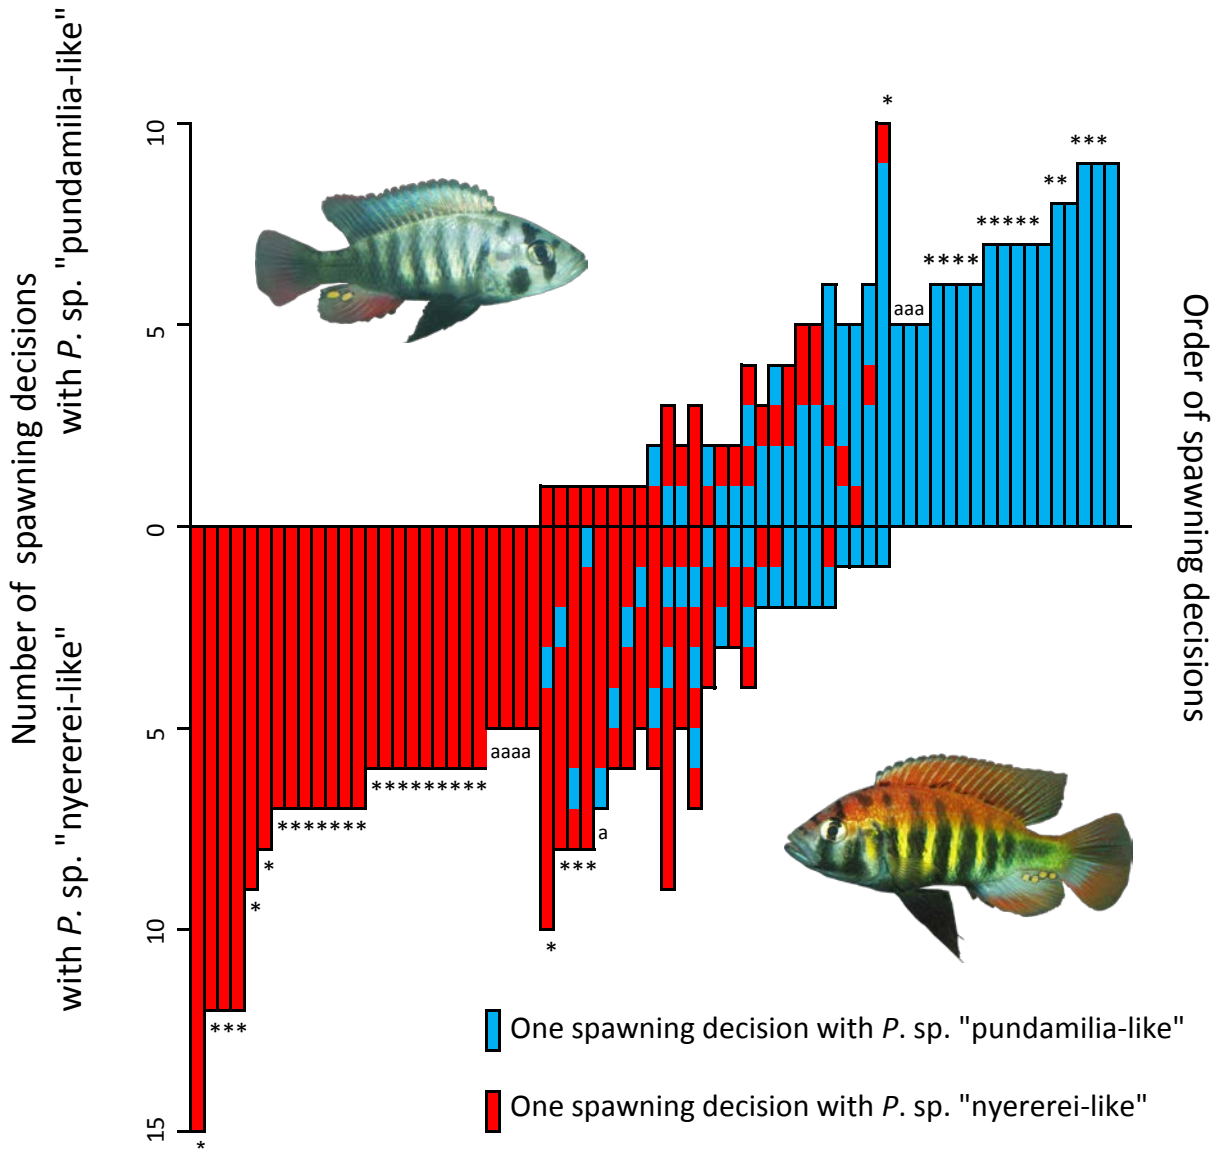 Number of spawning decisions
with P. sp. "pundamilia-like"
with P. sp. "nyererei-like"
10
5
0
5
10
15
*
***
**
*****
****
aaa
*
***
*
*
*******
*********
aaaa
*
***
a
Order of spawning decisions
One spawning decision with P. sp. "pundamilia-like"
One spawning decision with P. sp. "nyererei-like"